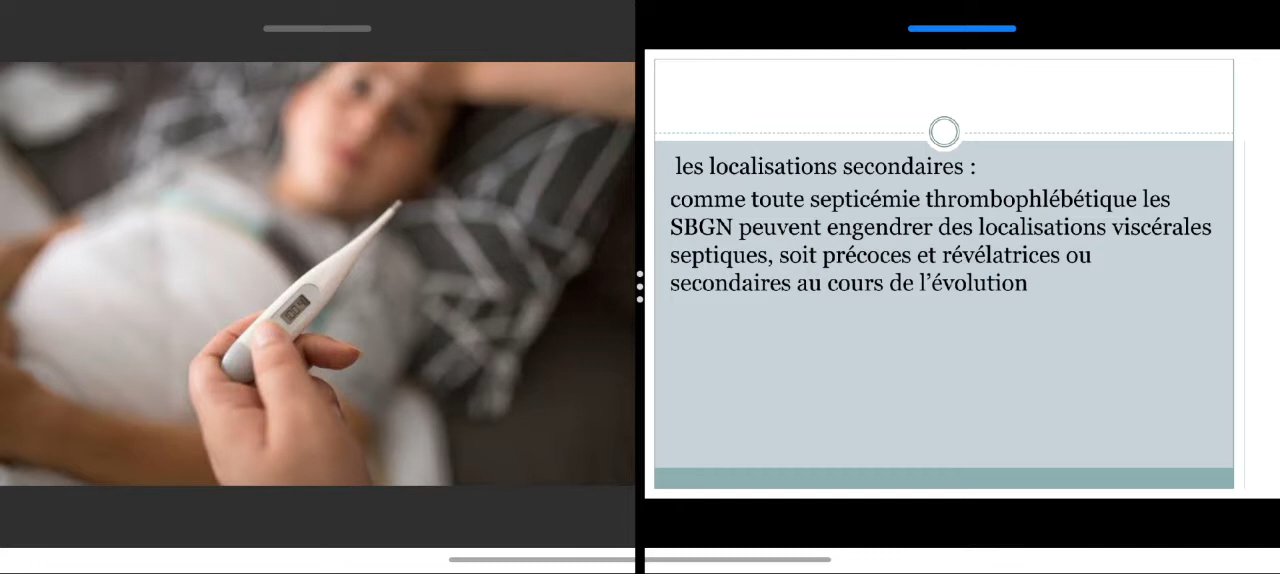 les localisations secondaires :
comme toute septicémie thrombophlébétique les
SBGN peuvent engendrer des localisations viscérales
septiques, soit précoces et révélatrices ou
secondaires au cours de l’évolution